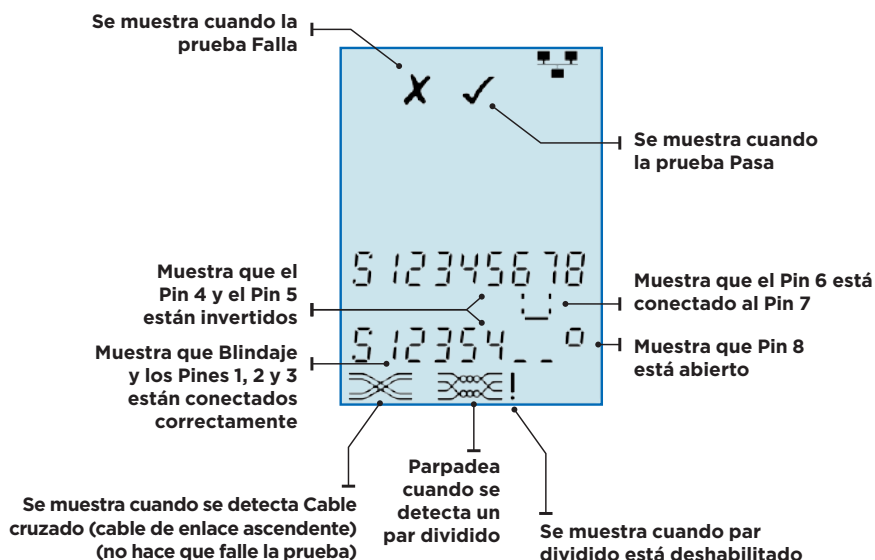 Se muestra cuando la
prueba Falla
Se muestra cuando
la prueba Pasa
S 12345678
Muestra que el
Pin 4 y el Pin 5
están invertidos
Muestra que el Pin 6 está
conectado al Pin 7
S 12354_ _ o
Muestra que Blindaje
y los Pines 1, 2 y 3
están conectados
correctamente
Muestra que Pin 8
está abierto
!
Se muestra cuando se detecta Cable
cruzado (cable de enlace ascendente)
(no hace que falle la prueba)
Parpadea
cuando se
detecta un
par dividido
Se muestra cuando par
dividido está deshabilitado